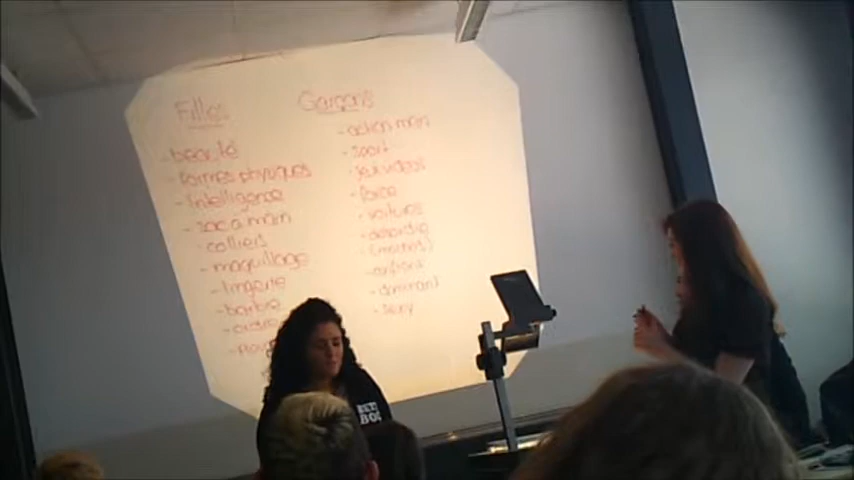 Filles
- beauté
- formes physiques
- intelligence
- sac à main
- colliers
- maquillage
- lingerie
- barbie
Garçons
- action man
- sport
- jeux vidéos
- force
- voitures
- dominant
- sexy